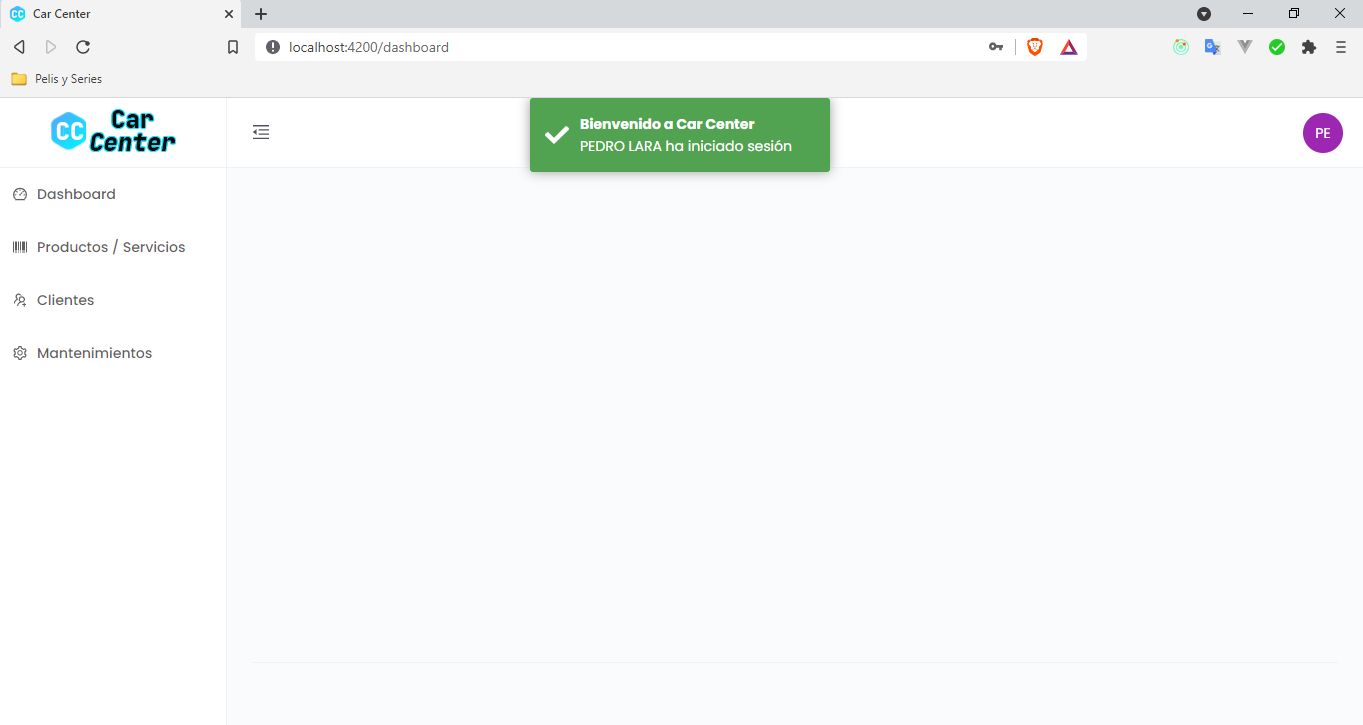 Car Center
localhost:4200/dashboard
Pelis y Series
CC Car
Center
Bienvenido a Car Center
PEDRO LARA ha iniciado sesión
PE
Dashboard
Productos / Servicios
Clientes
Mantenimientos